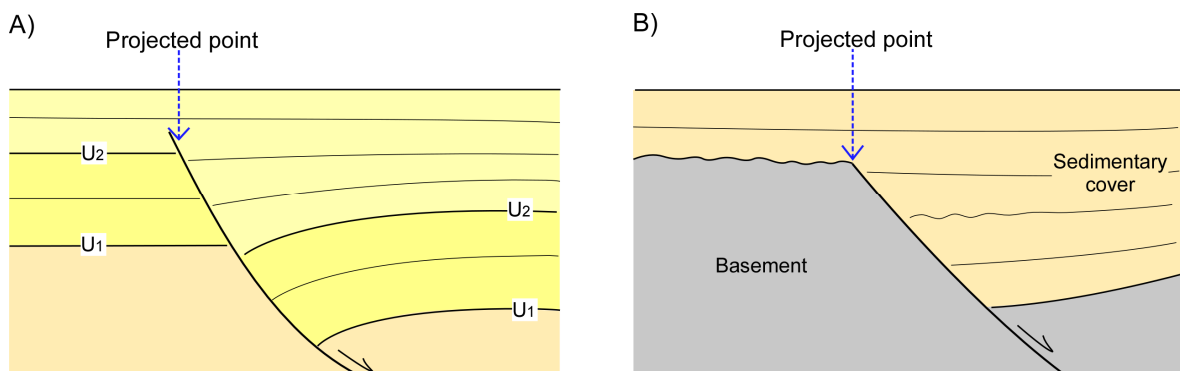 A)
Projected point
U2
U2
U1
U1
B)
Projected point
Sedimentary
cover
Basement